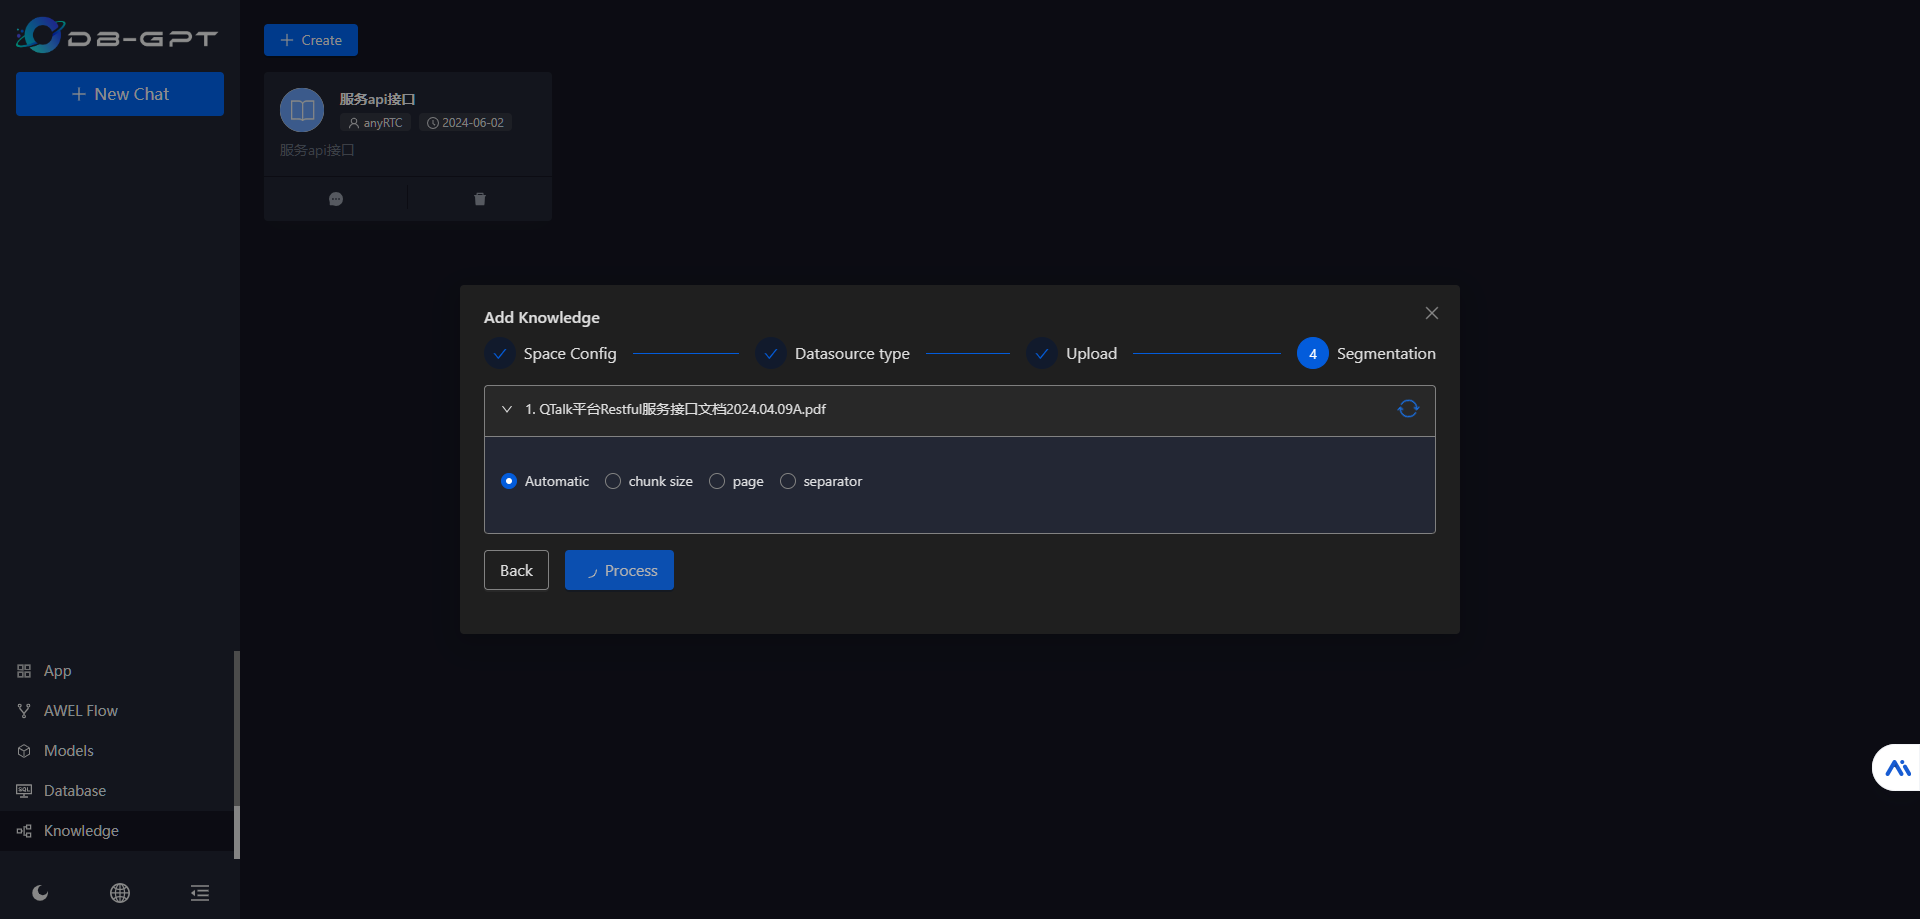 DB-GPT
New Chat
App
AWEL Flow
Models
Database
Knowledge
Create
服务api接口
anyRTC 2024-06-02
服务api接口
Add Knowledge
Space Config Datasource type Upload 4 Segmentation
1. QTalk平台Restful服务接口文档2024.04.09A.pdf
Automatic chunk size page separator
Back Process